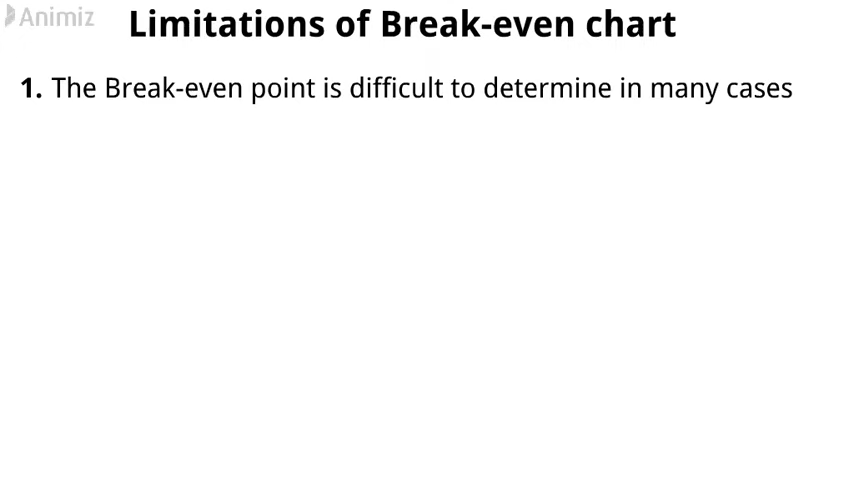 Animiz
Limitations of Break-even chart
1. The Break-even point is difficult to determine in many cases